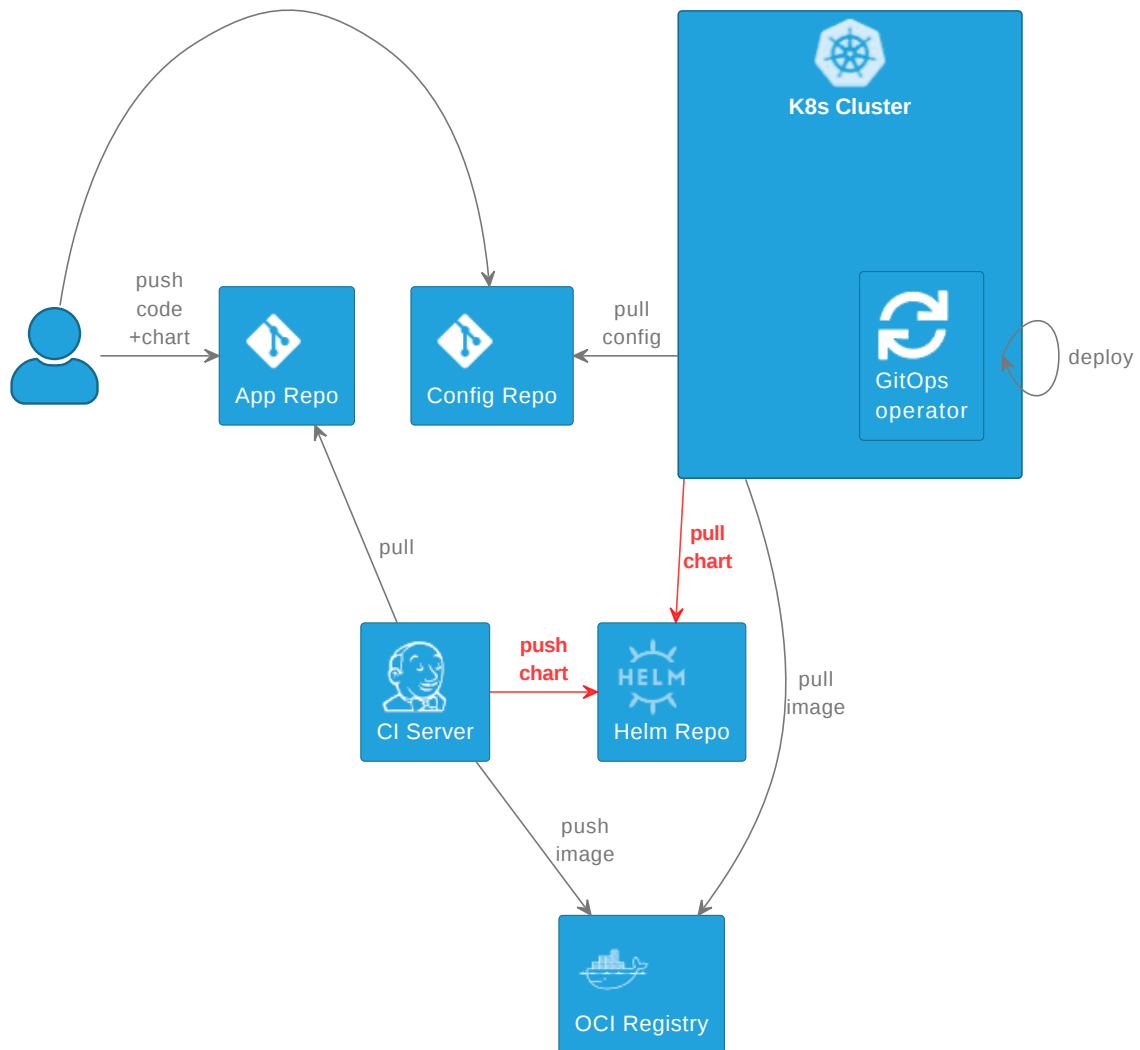 K8s Cluster
push
code
+chart
App Repo
Config Repo
pull
config
GitOps
operator
deploy
pull
pull
chart
push
chart
CI Server
HELM
Helm Repo
pull
image
push
image
OCI Registry